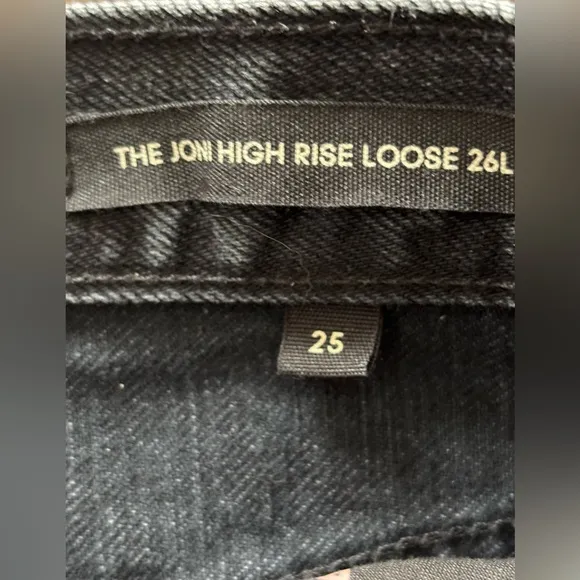 THE JONI HIGH RISE LOOSE 26L
25